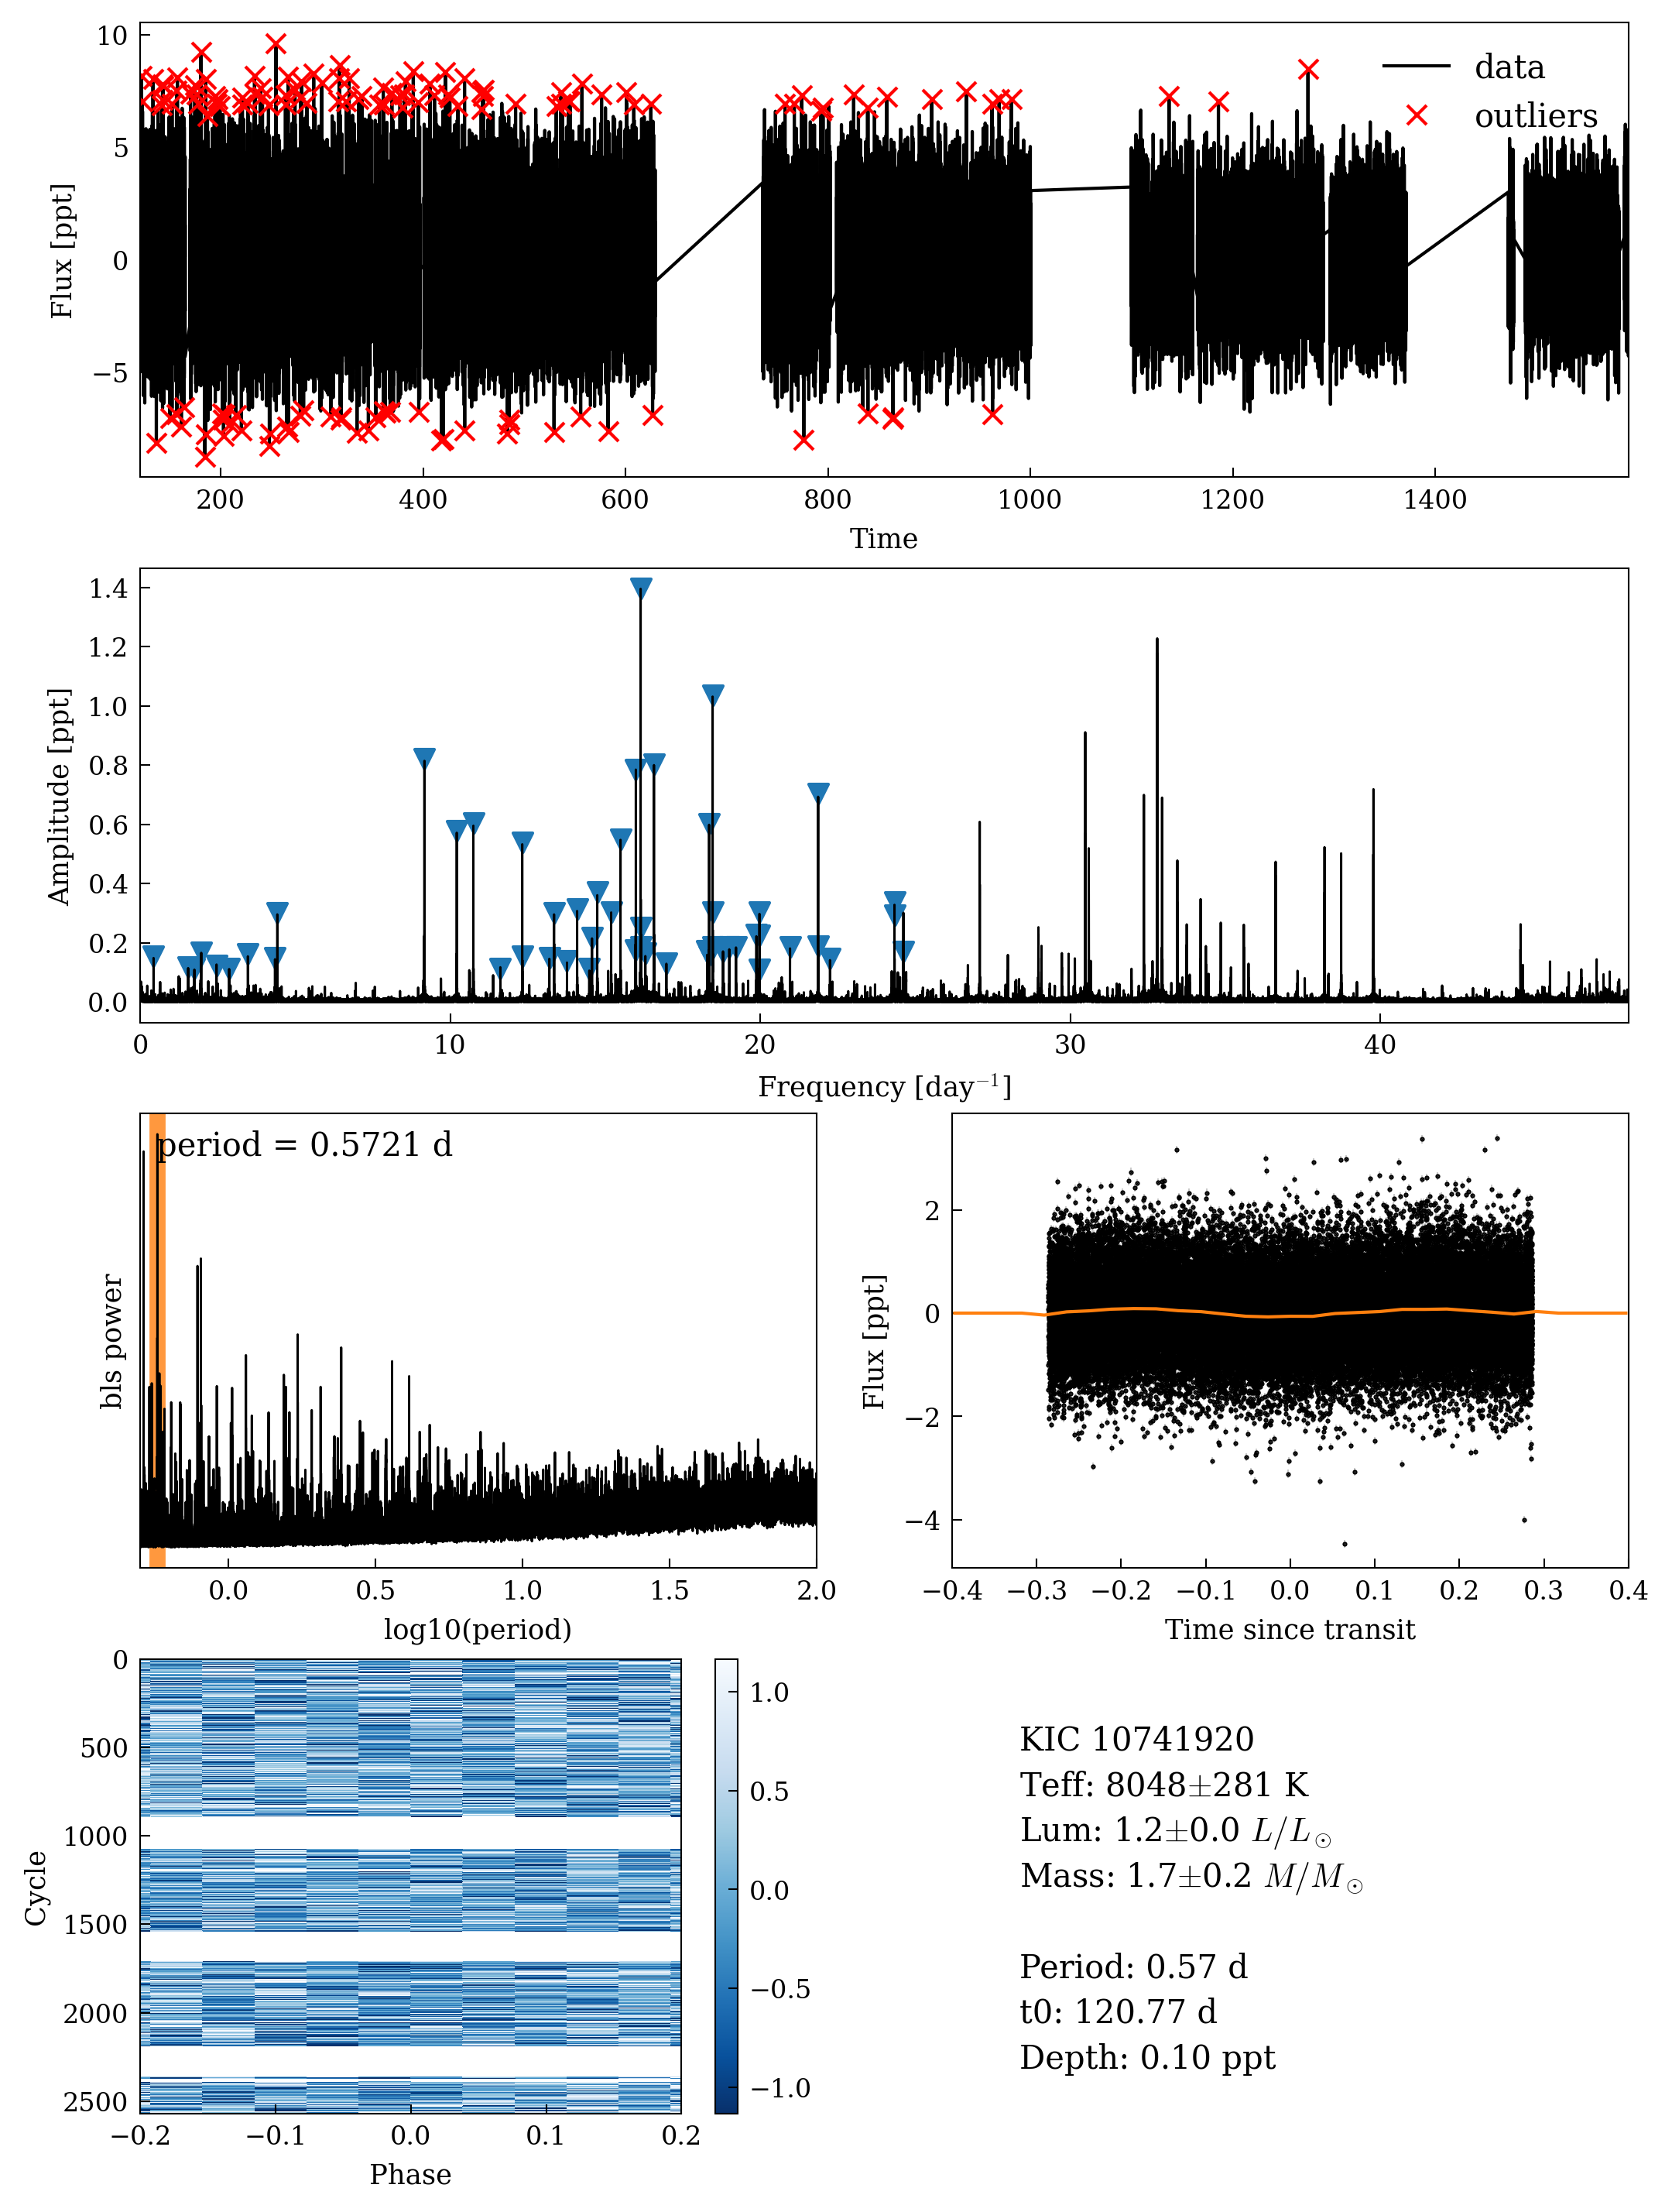 10
5
0
−5
Flux [ppt]
data
outliers
200 400 600 800 1000 1200 1400
Time
1.4
1.2
1.0
0.8
0.6
0.4
0.2
0.0
Amplitude [ppt]
0 10 20 30 40
Frequency [day⁻¹]
period = 0.5721 d
bls power
0.0 0.5 1.0 1.5 2.0
log10(period)
2
0
−2
−4
Flux [ppt]
−0.4 −0.3 −0.2 −0.1 0.0 0.1 0.2 0.3 0.4
Time since transit
0
500
1000
1500
2000
2500
Cycle
−0.2 −0.1 0.0 0.1 0.2
Phase
1.0
0.5
0.0
−0.5
−1.0
KIC 10741920
Teff: 8048±281 K
Lum: 1.2±0.0 L/L☉
Mass: 1.7±0.2 M/M☉
Period: 0.57 d
t0: 120.77 d
Depth: 0.10 ppt